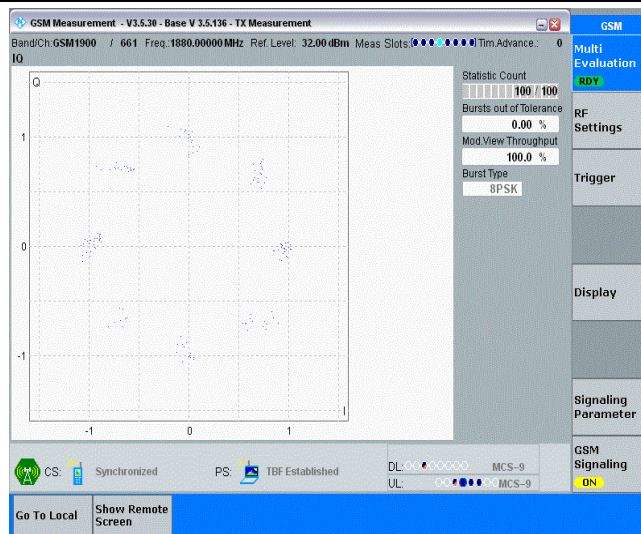 GSM Measurement - V3.5.30 - Base V 3.5.136 - TX Measurement
GSM
Band/Ch:GSM1900 / 661 Freq.:1880.00000 MHz Ref. Level: 32.00 dBm Meas Slots: Tim.Advance.: 0
IQ
Multi
Evaluation
RDY
Q
1
0
-1
I
-1 0 1
Statistic Count
100 / 100
Bursts out of Tolerance
0.00 %
Mod.View Throughput
100.0 %
Burst Type
8PSK
RF
Settings
Trigger
Display
Signaling
Parameter
GSM
Signaling
ON
CS: Synchronized PS: TBF Established
DL: MCS-9
UL: MCS-9
Go To Local
Show Remote
Screen